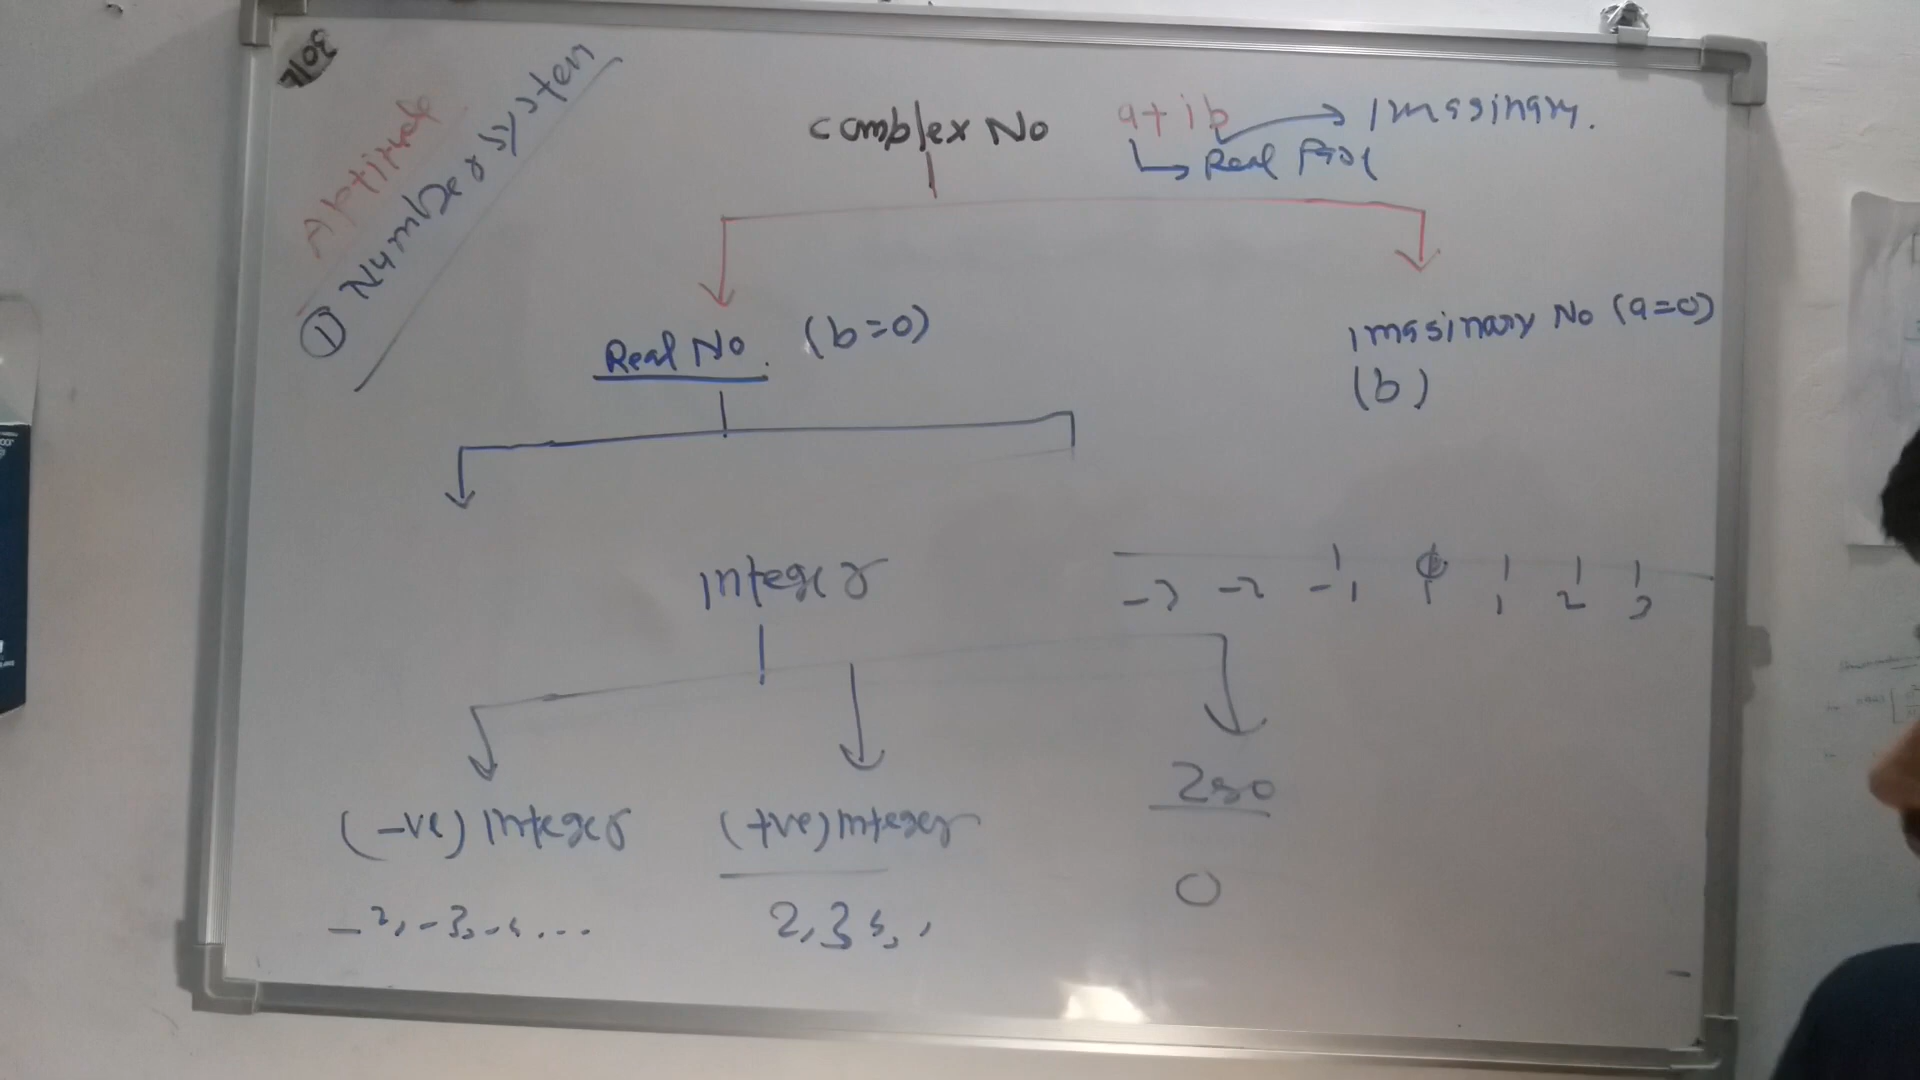 Aptitude
① Number system
complex No a+ib → Imaginary.
↳ Real Part
Real No. (b=0)
Imaginary No (a=0)
(b)
Integer
-3 -2 -1 0 1 2 3
(-ve) Integer (+ve) Integer Zero
-2, -3, -4, ... 2, 3 4, , 0